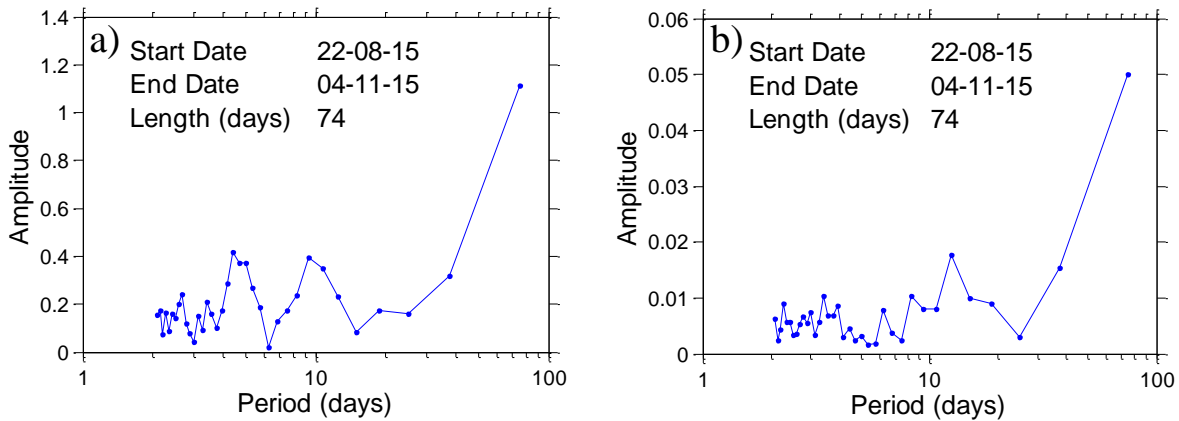 a)
Start Date 22-08-15
End Date 04-11-15
Length (days) 74
Amplitude
1.4
1.2
1
0.8
0.6
0.4
0.2
0
1 10 100
Period (days)
b)
Start Date 22-08-15
End Date 04-11-15
Length (days) 74
Amplitude
0.06
0.05
0.04
0.03
0.02
0.01
0
1 10 100
Period (days)